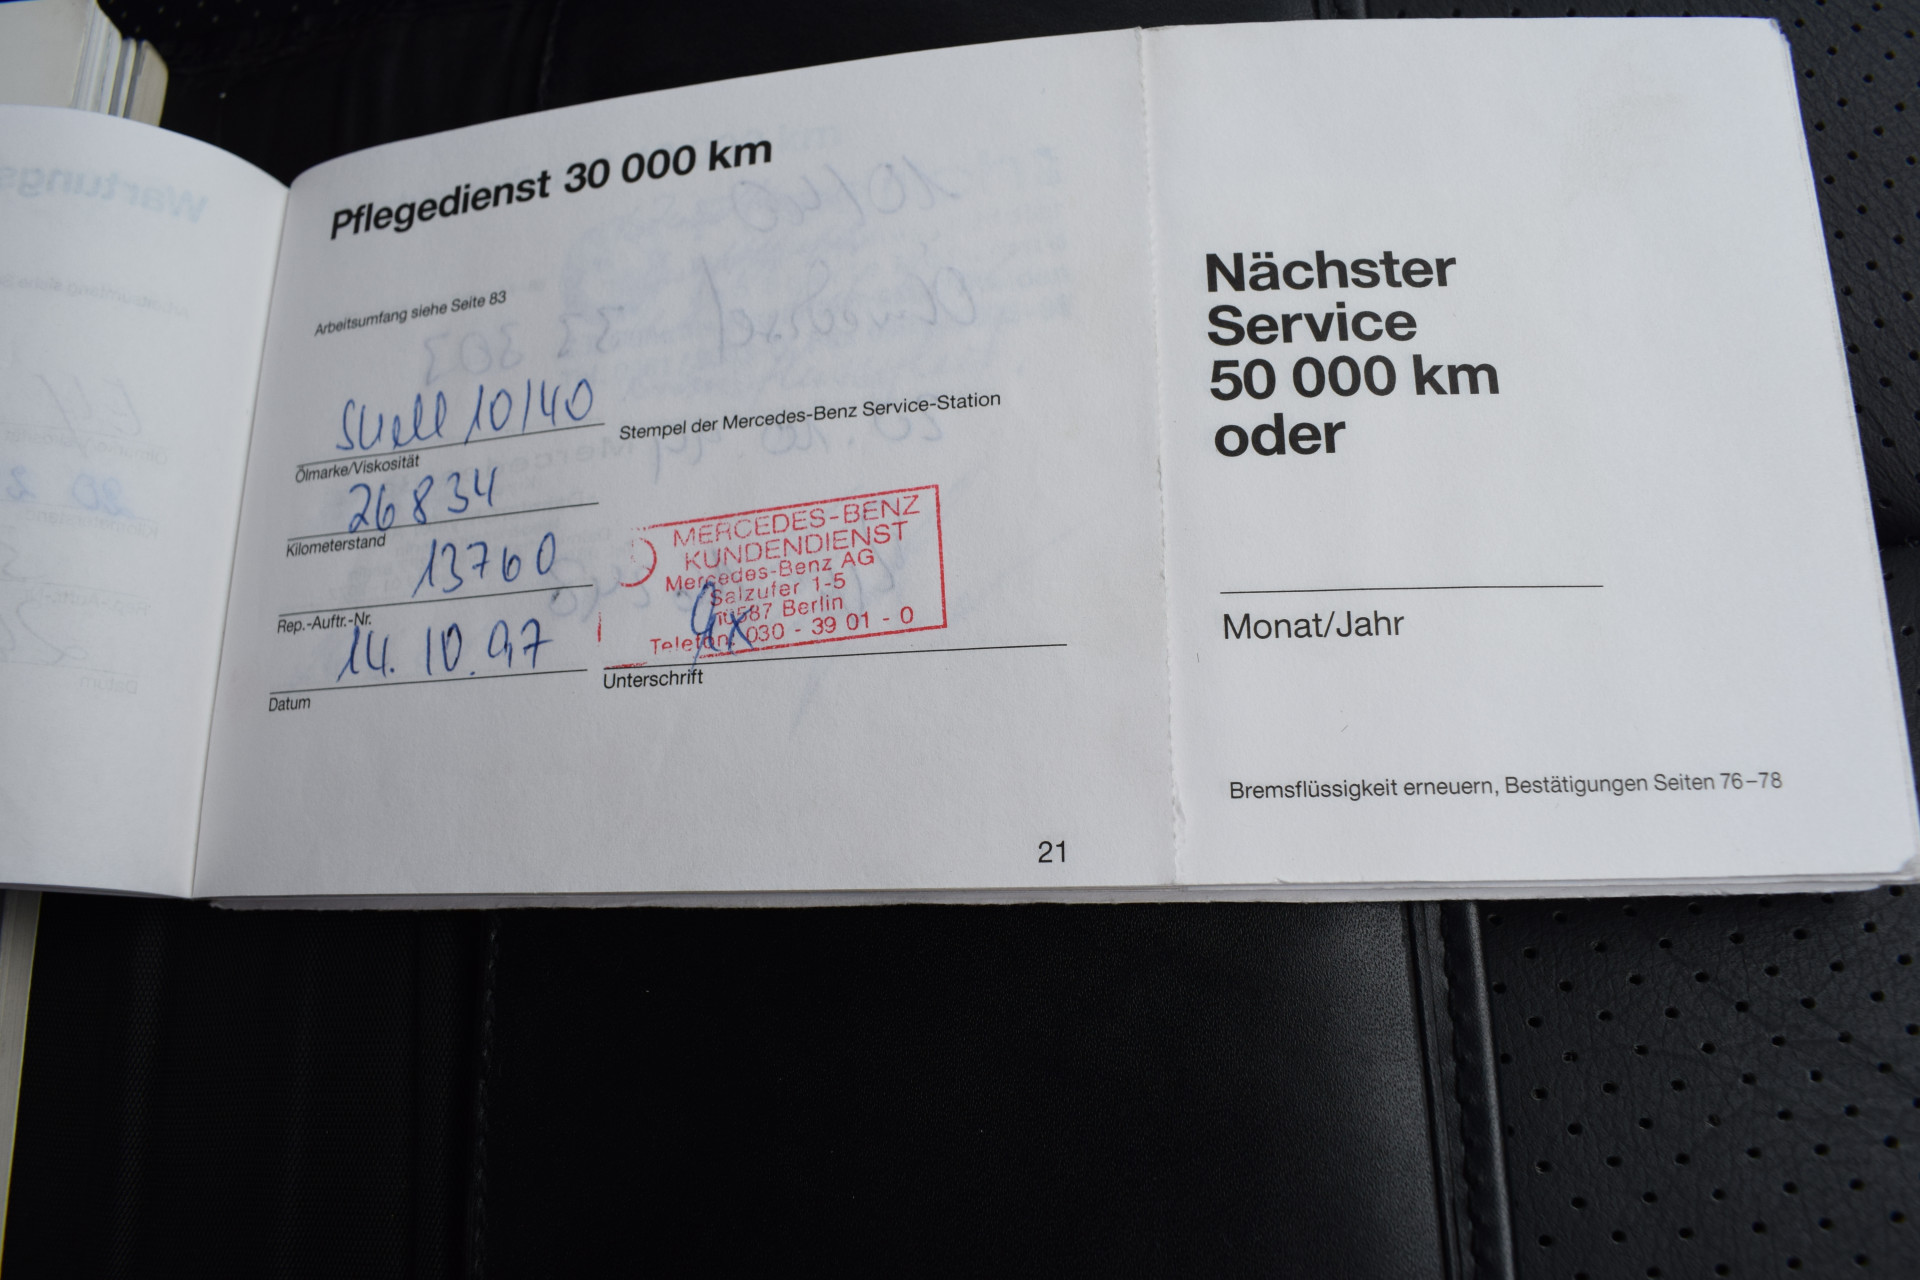 Pflegedienst 30 000 km
Arbeitsumfang siehe Seite 83
Shell 10/40
Ölmarke/Viskosität
26834
Kilometerstand
13760
Rep.-Auftr.-Nr.
14.10.97
Datum
Stempel der Mercedes-Benz Service-Station
MERCEDES-BENZ
KUNDENDIENST
Mercedes-Benz AG
Salzufer 1-5
10587 Berlin
Telefon: 030 - 39 01 - 0
Unterschrift
21
Nächster
Service
50 000 km
oder
Monat/Jahr
Bremsflüssigkeit erneuern, Bestätigungen Seiten 76–78